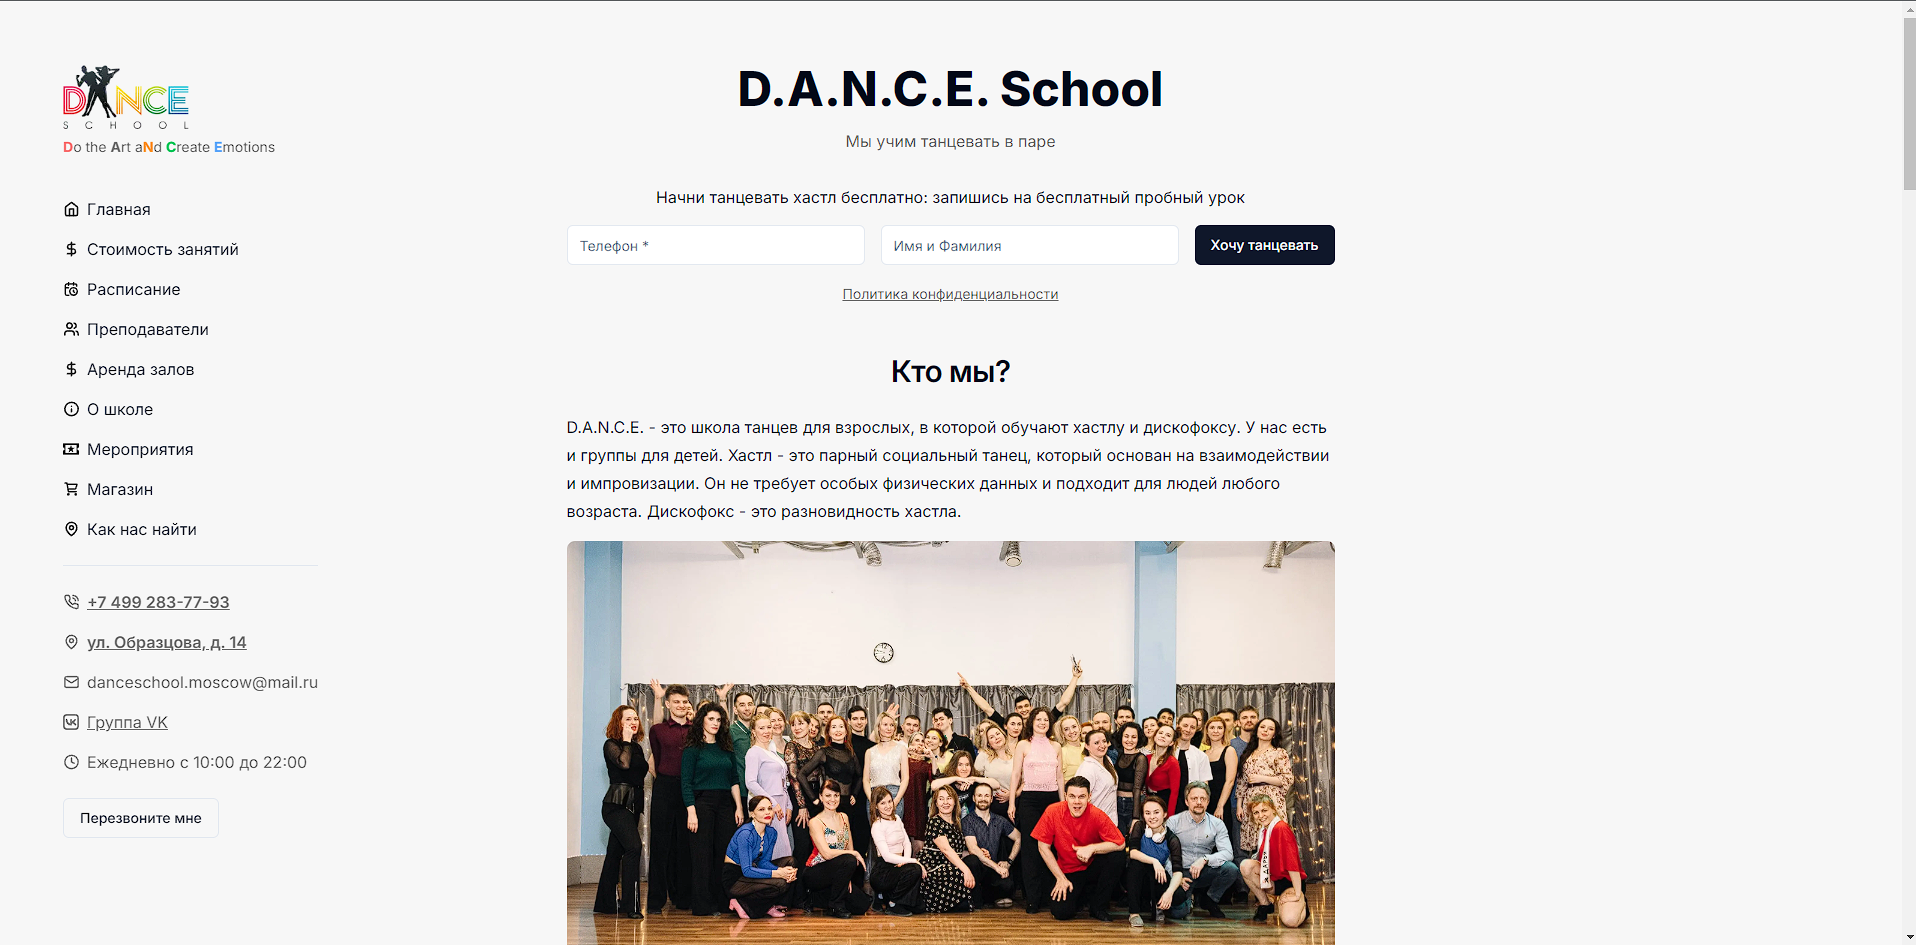 DANCE
SCHOOL
Do the Art aNd Create Emotions
Главная
Стоимость занятий
Расписание
Преподаватели
Аренда залов
О школе
Мероприятия
Магазин
Как нас найти
+7 499 283-77-93
ул. Образцова, д. 14
danceschool.moscow@mail.ru
Группа VK
Ежедневно с 10:00 до 22:00
Перезвоните мне
D.A.N.C.E. School
Мы учим танцевать в паре
Начни танцевать хастл бесплатно: запишись на бесплатный пробный урок
Телефон *
Имя и Фамилия
Хочу танцевать
Политика конфиденциальности
Кто мы?
D.A.N.C.E. - это школа танцев для взрослых, в которой обучают хастлу и дискофоксу. У нас есть
и группы для детей. Хастл - это парный социальный танец, который основан на взаимодействии
и импровизации. Он не требует особых физических данных и подходит для людей любого
возраста. Дискофокс - это разновидность хастла.